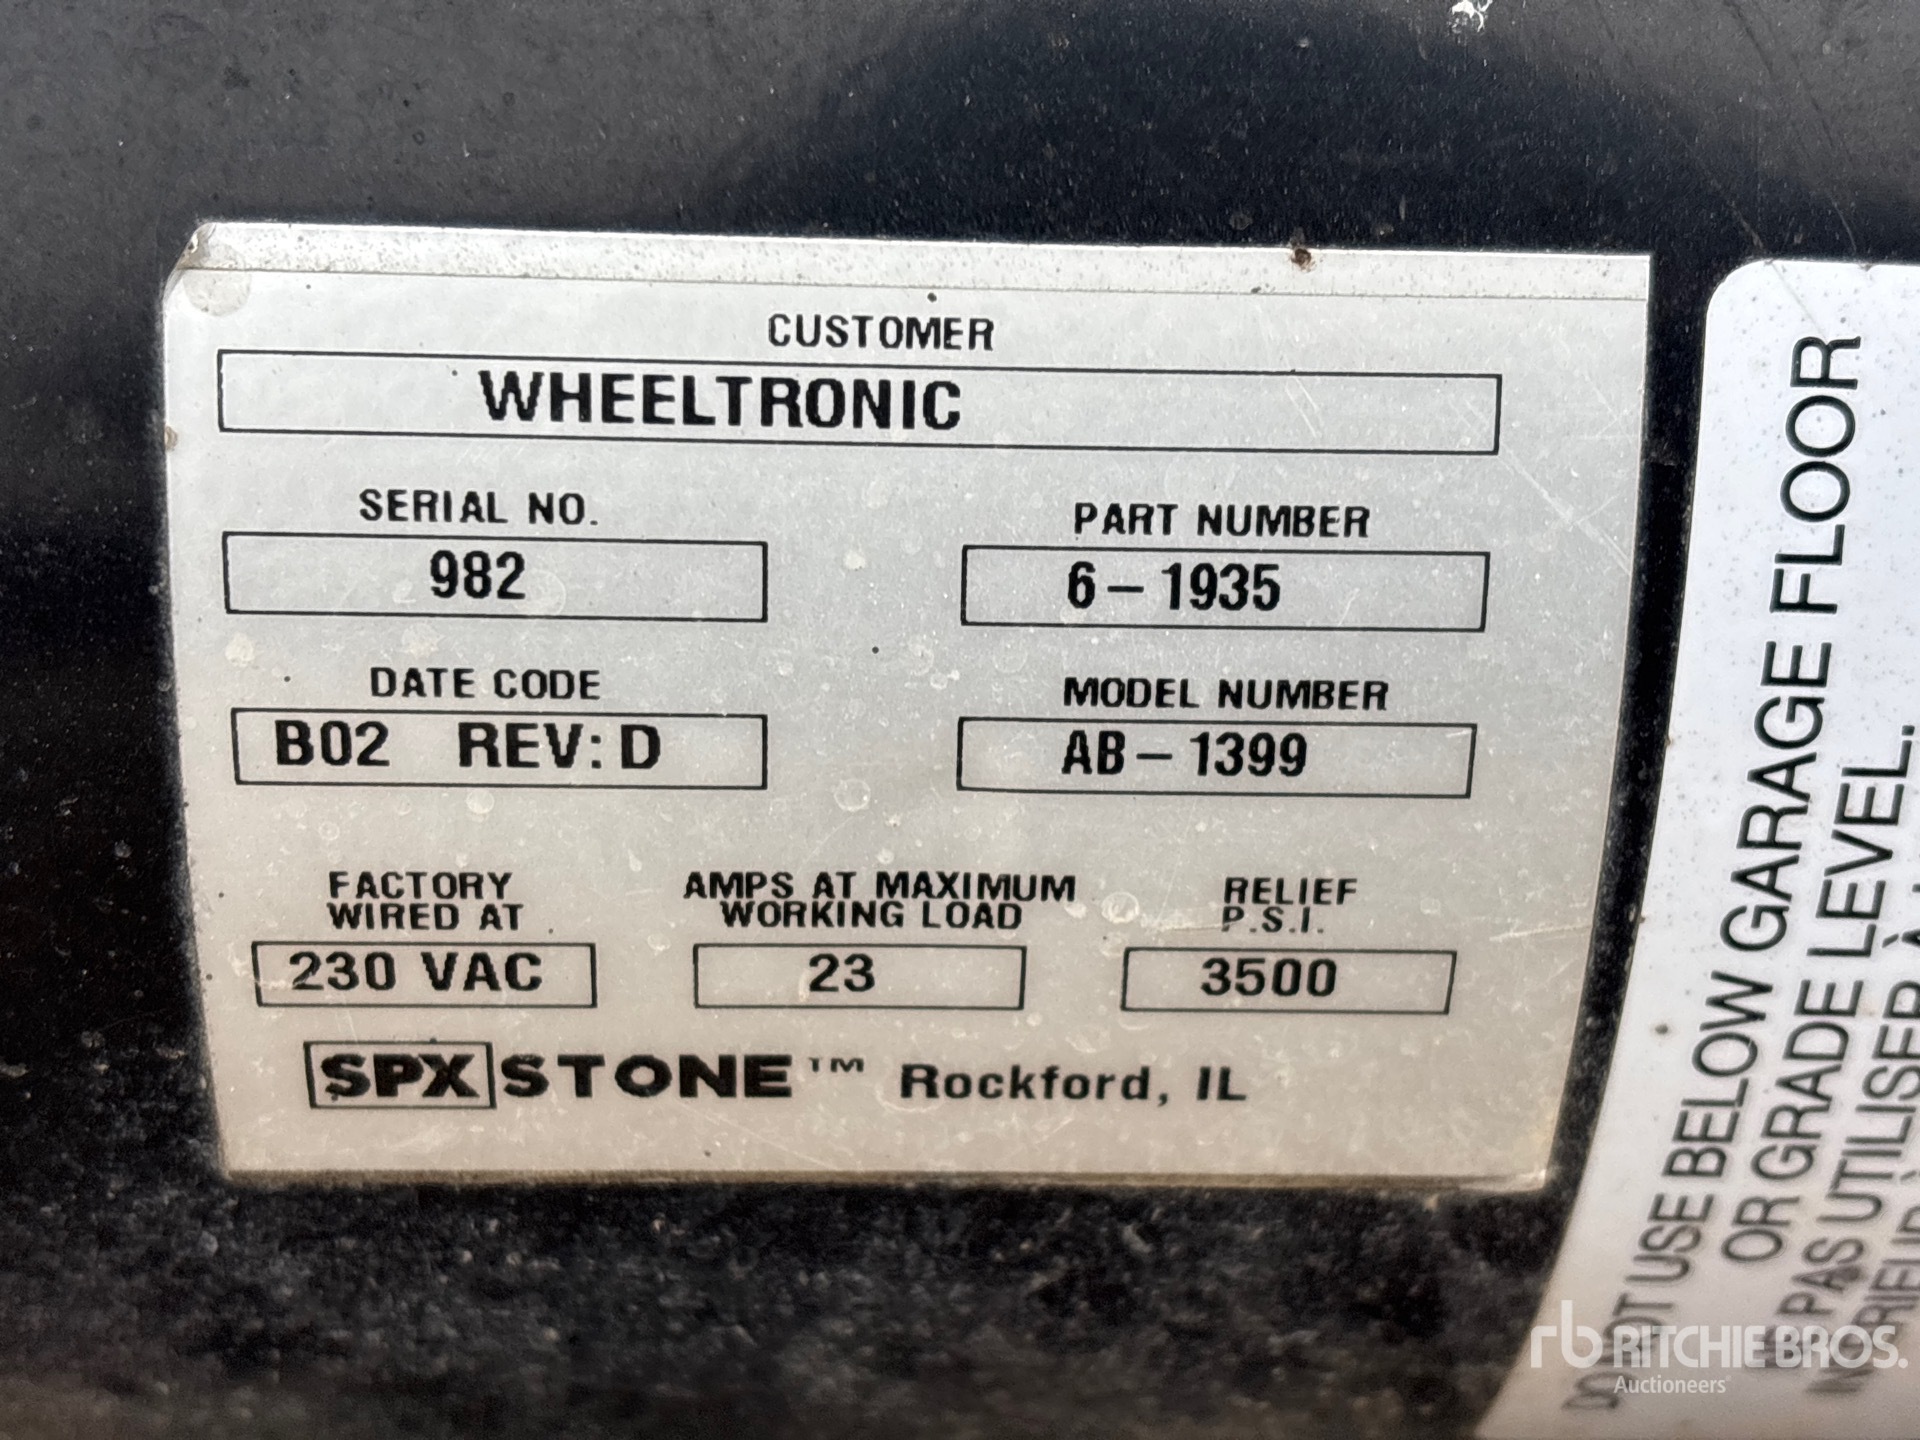 CUSTOMER
WHEELTRONIC
SERIAL NO.
982
PART NUMBER
6-1935
DATE CODE
B02 REV: D
MODEL NUMBER
AB-1399
FACTORY
WIRED AT
230 VAC
AMPS AT MAXIMUM
WORKING LOAD
23
RELIEF
P.S.I.
3500
SPX STONE™ Rockford, IL
USE BELOW GARAGE FLOOR
OR GRADE LEVEL.
PAS UTILISER À
rb RITCHIE BROS.
Auctioneers